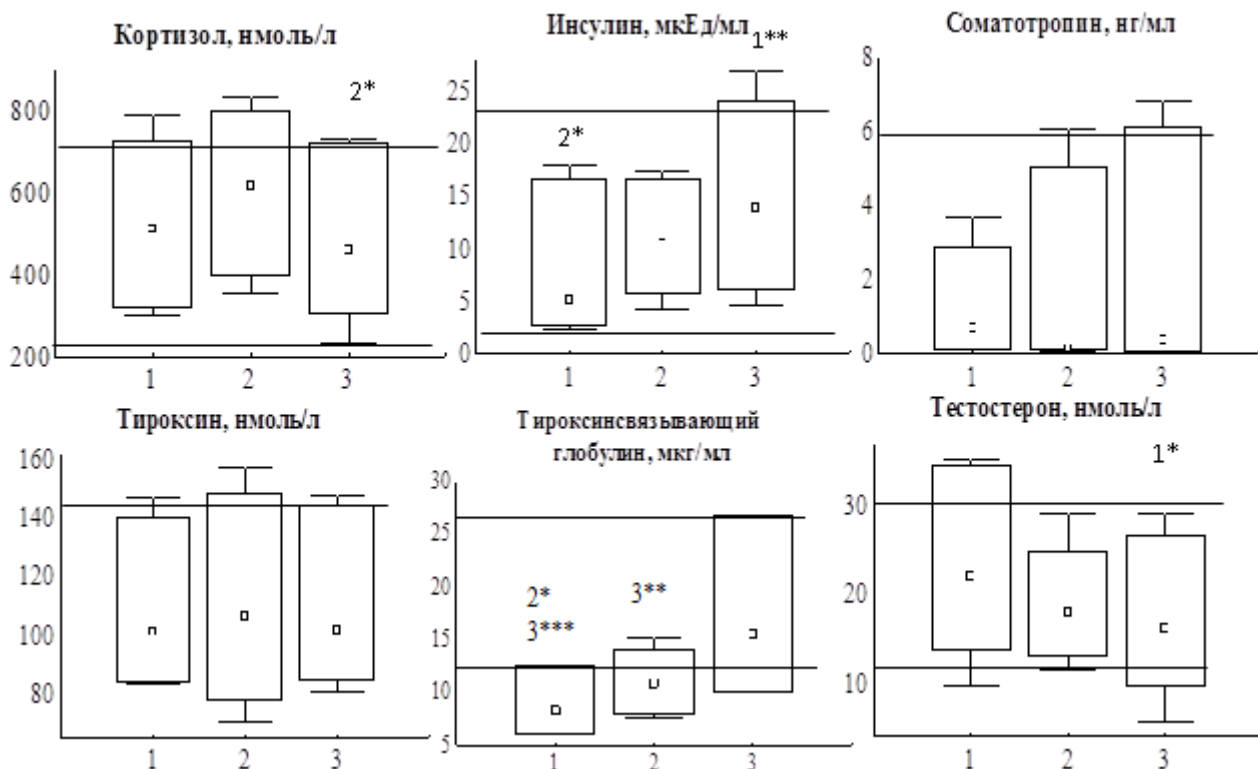 Кортизол, нмоль/л
2*
800
600
400
200
1 2 3
Инсулин, мкЕд/мл
1**
2*
25
20
15
10
5
0
1 2 3
Соматотропин, нг/мл
8
6
4
2
0
1 2 3
Тироксин, нмоль/л
160
140
120
100
80
1 2 3
Тироксинсвязывающий
глобулин, мкг/мл
30
25
20
15
10
5
2*
3***
3**
1 2 3
Тестостерон, нмоль/л
1*
30
20
10
1 2 3